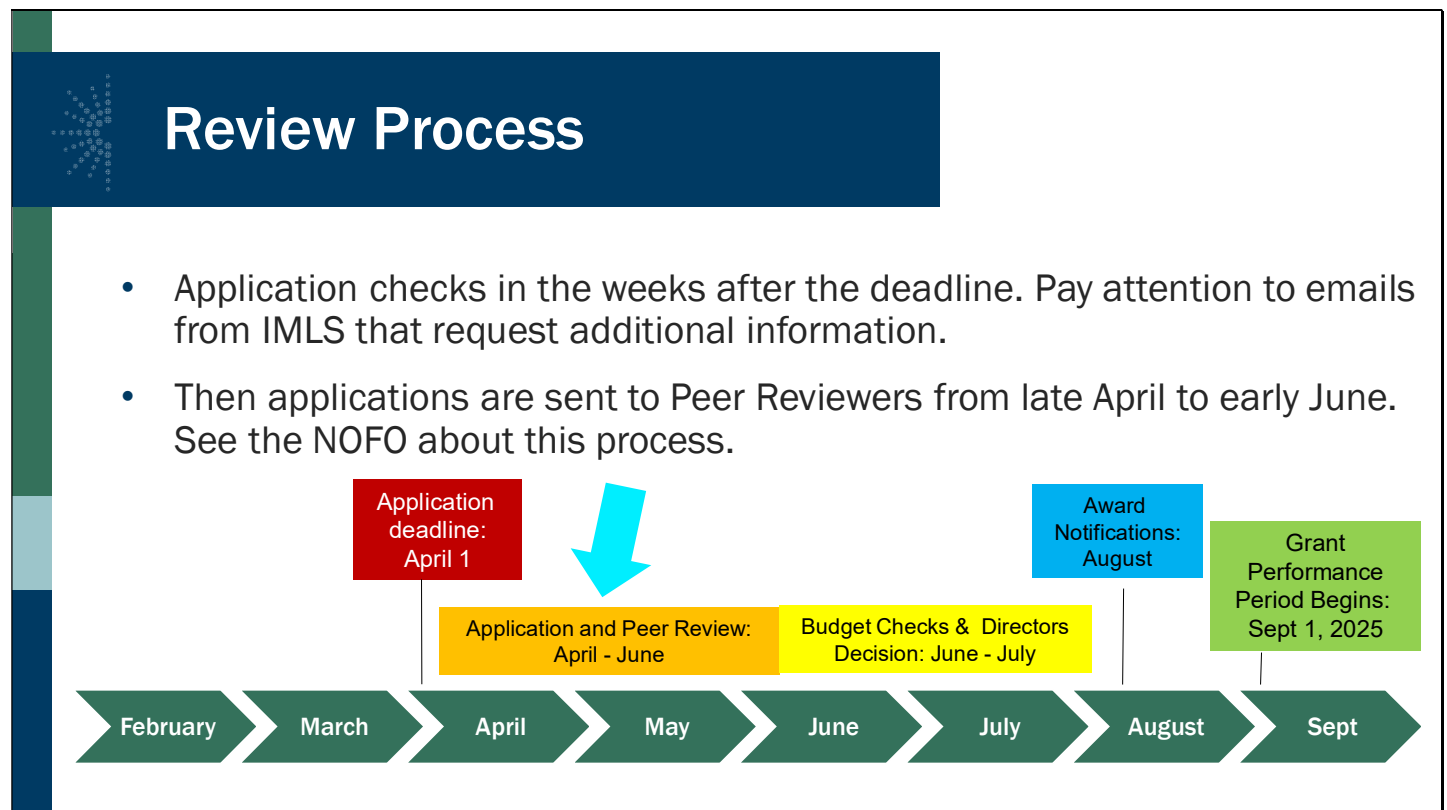 Review Process
• Application checks in the weeks after the deadline. Pay attention to emails
from IMLS that request additional information.
• Then applications are sent to Peer Reviewers from late April to early June.
See the NOFO about this process.
Application
deadline:
April 1
Award
Notifications:
August
Grant
Performance
Period Begins:
Sept 1, 2025
Application and Peer Review:
April - June
Budget Checks & Directors
Decision: June - July
February
March
April
May
June
July
August
Sept